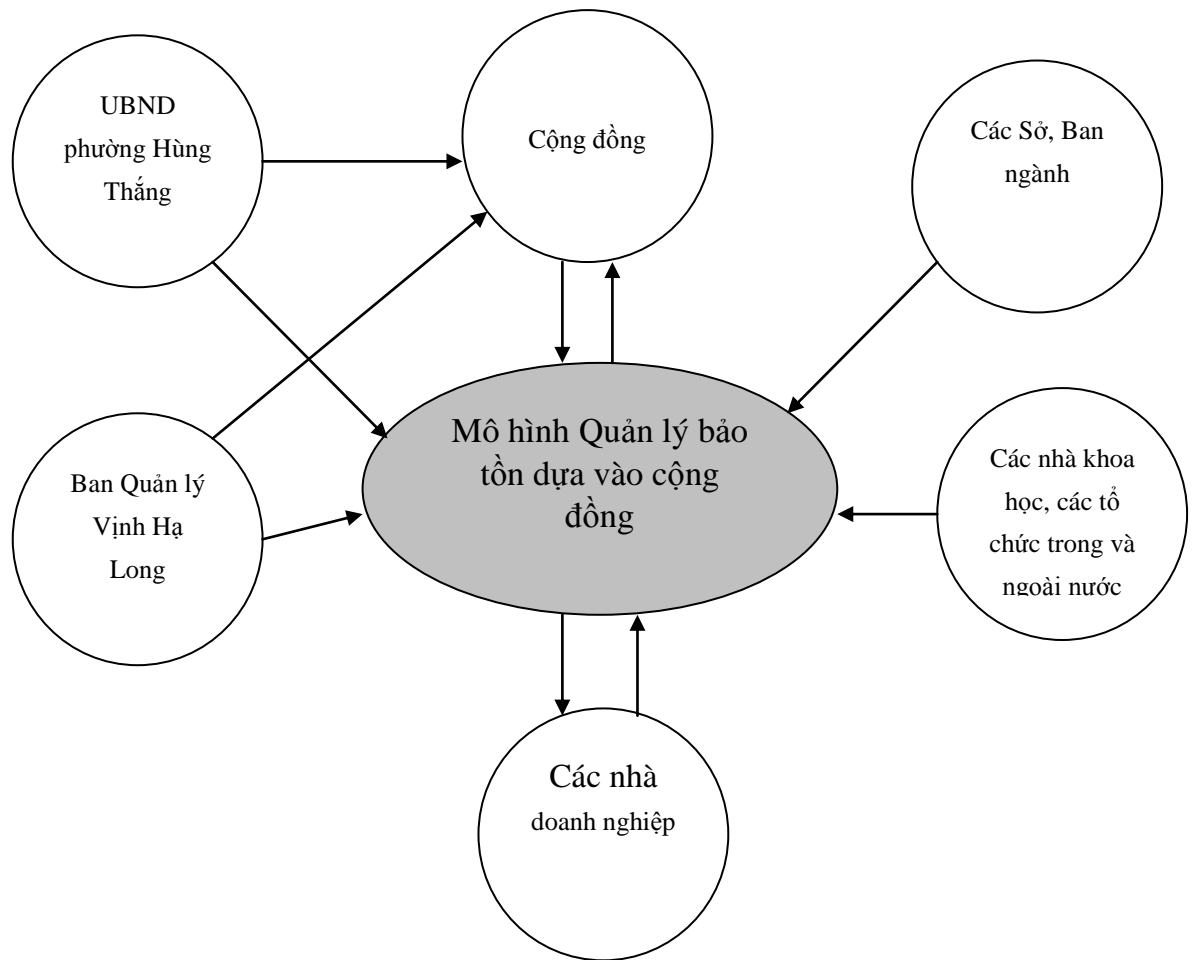 UBND
phường Hùng
Thắng
Cộng đồng
Các Sở, Ban
ngành
Mô hình Quản lý bảo
tồn dựa vào cộng
đồng
Ban Quản lý
Vịnh Hạ
Long
Các nhà khoa
học, các tổ
chức trong và
ngoài nước
Các nhà
doanh nghiệp